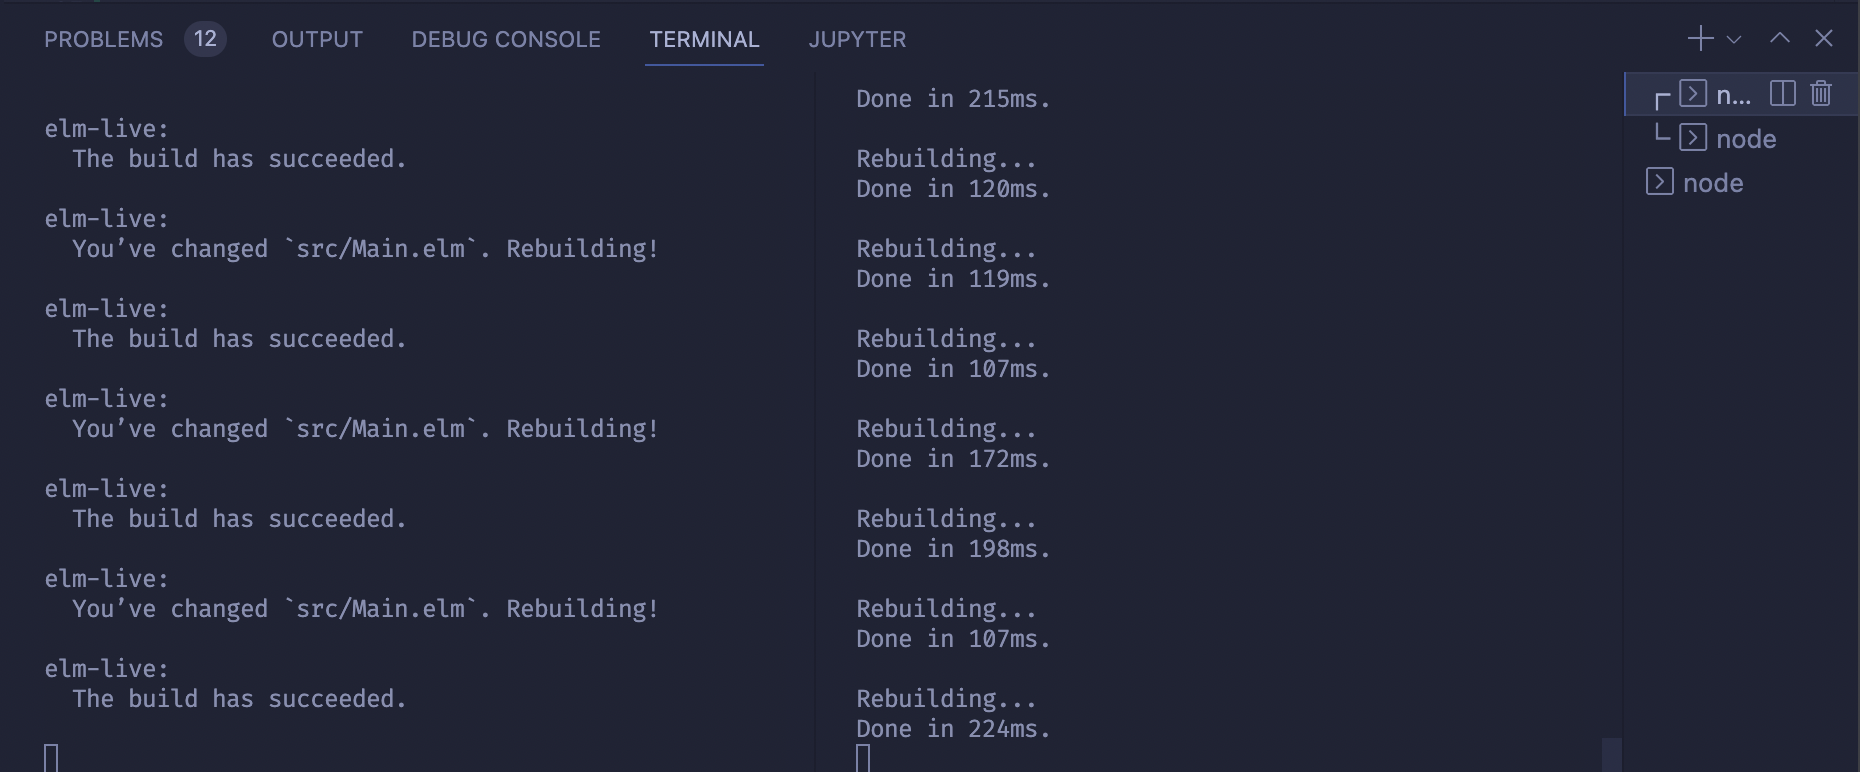 PROBLEMS 12 OUTPUT DEBUG CONSOLE TERMINAL JUPYTER
elm-live:
  The build has succeeded.

elm-live:
  You’ve changed `src/Main.elm`. Rebuilding!

elm-live:
  The build has succeeded.

elm-live:
  You’ve changed `src/Main.elm`. Rebuilding!

elm-live:
  The build has succeeded.

elm-live:
  You’ve changed `src/Main.elm`. Rebuilding!

elm-live:
  The build has succeeded.
Done in 215ms.

Rebuilding...
Done in 120ms.

Rebuilding...
Done in 119ms.

Rebuilding...
Done in 107ms.

Rebuilding...
Done in 172ms.

Rebuilding...
Done in 198ms.

Rebuilding...
Done in 107ms.

Rebuilding...
Done in 224ms.
n...
node
node